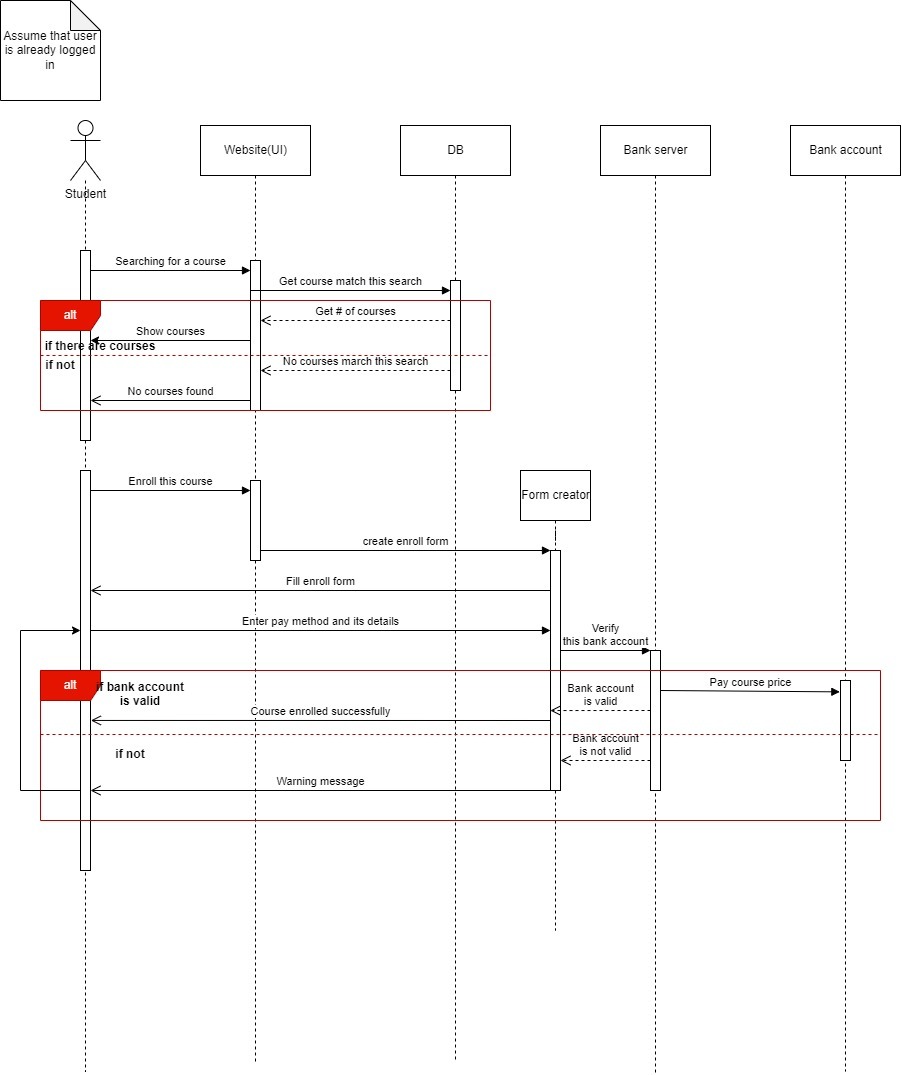 Assume that user
is already logged
in
Student
Website(UI)
DB
Bank server
Bank account
Searching for a course
Get course match this search
alt
Get # of courses
Show courses
if there are courses
if not
No courses march this search
No courses found
Enroll this course
Form creator
create enroll form
Fill enroll form
Enter pay method and its details
Verify
this bank account
alt
if bank account
is valid
Pay course price
Bank account
is valid
Course enrolled successfully
if not
Bank account
is not valid
Warning message